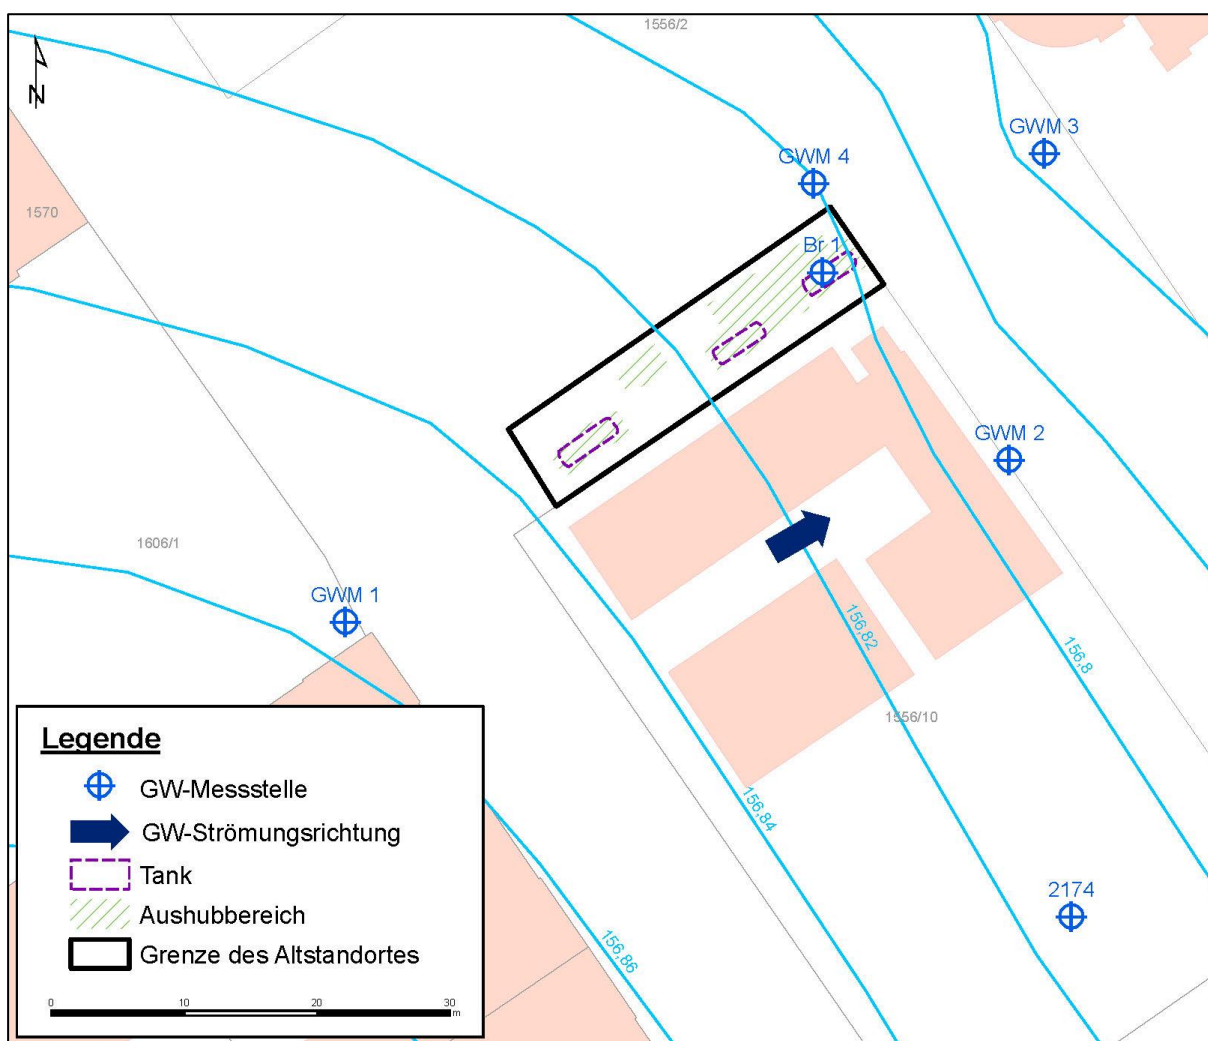 1556/2
N
GWM 3
GWM 4
1570
Br 1
GWM 2
1606/1
GWM 1
156,82
156,8
1556/10
156,84
2174
156,86
Legende
GW-Messstelle
GW-Strömungsrichtung
Tank
Aushubbereich
Grenze des Altstandortes
0 10 20 30
m